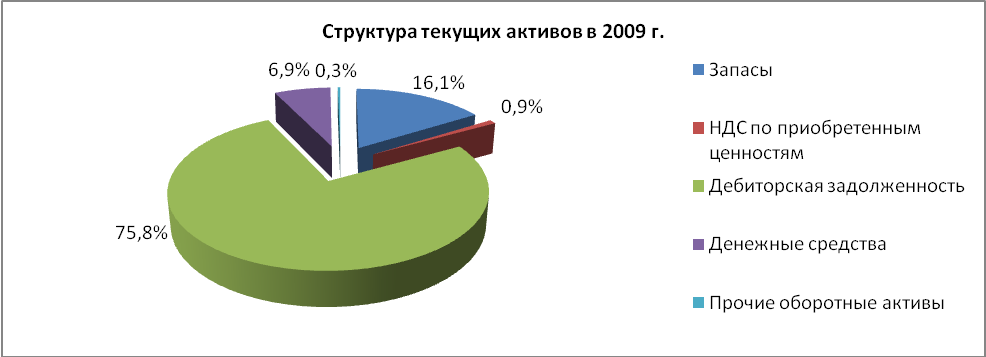 Структура текущих активов в 2009 г.
6,9%
0,3%
16,1%
0,9%
75,8%
Запасы
НДС по приобретенным
ценностям
Дебиторская задолженность
Денежные средства
Прочие оборотные активы